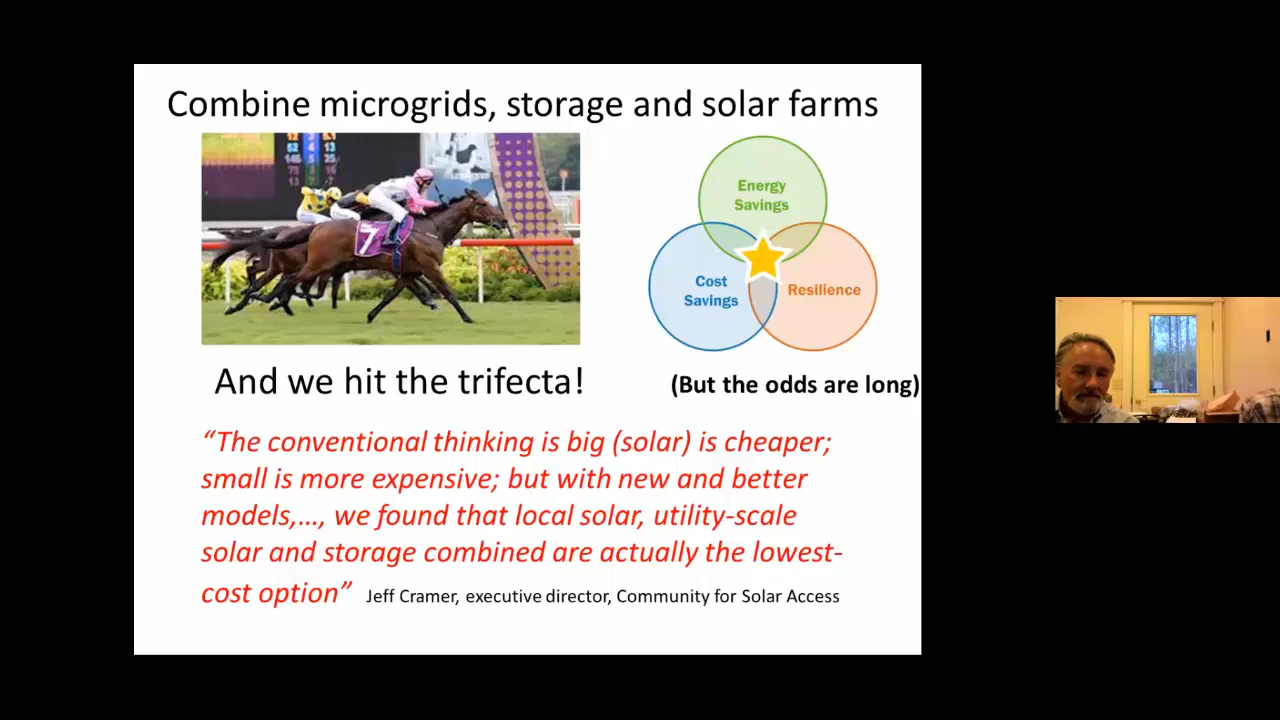 Combine microgrids, storage and solar farms
7
Energy
Savings
Cost
Savings
Resilience
And we hit the trifecta!
(But the odds are long)
“The conventional thinking is big (solar) is cheaper;
small is more expensive; but with new and better
models,…, we found that local solar, utility-scale
solar and storage combined are actually the lowest-
cost option” Jeff Cramer, executive director, Community for Solar Access